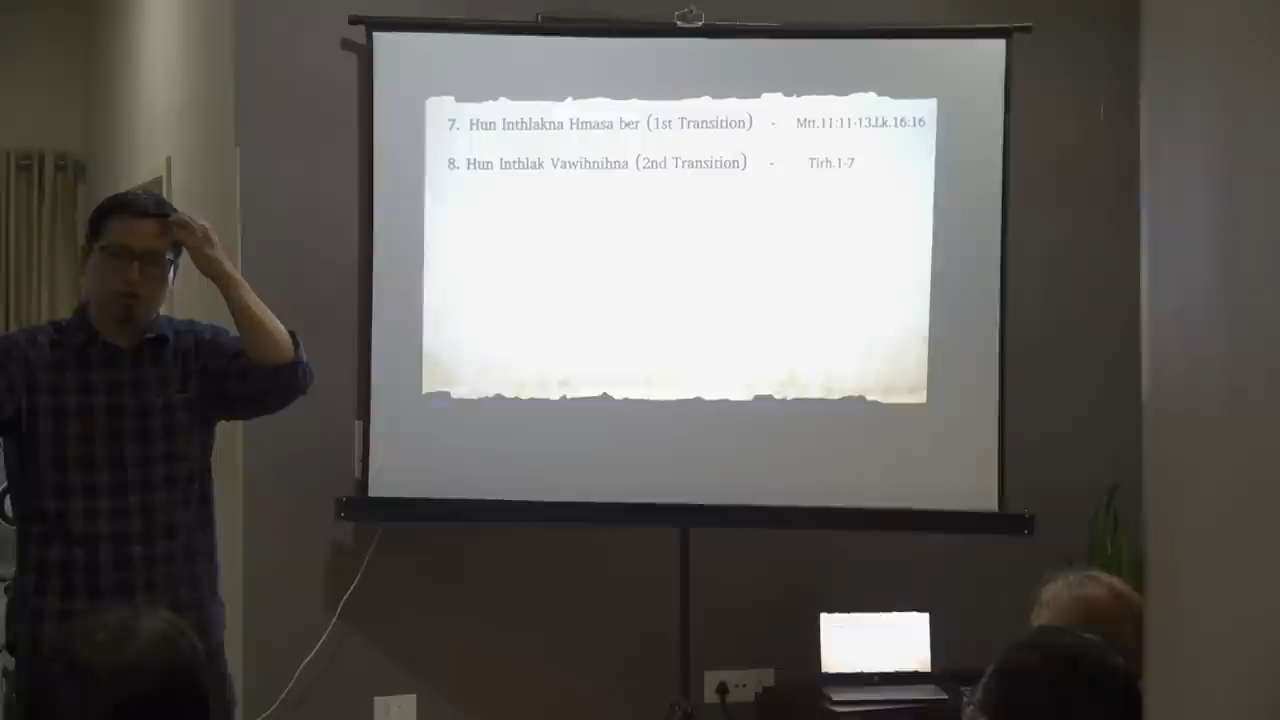 7. Hun Inthlakna Hmasa ber (1st Transition) - Mtt.11:11-13,Lk.16:16
8. Hun Inthlak Vawihnihna (2nd Transition) - Tirh.1-7